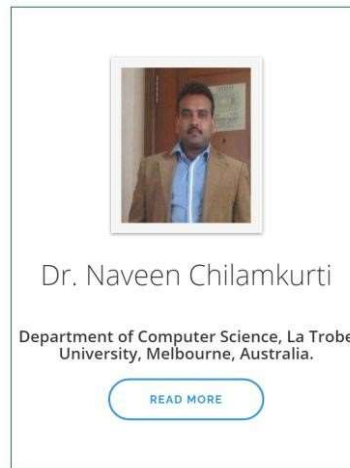 Dr. Naveen Chilamkurti
Department of Computer Science, La Trobe
University, Melbourne, Australia.
READ MORE